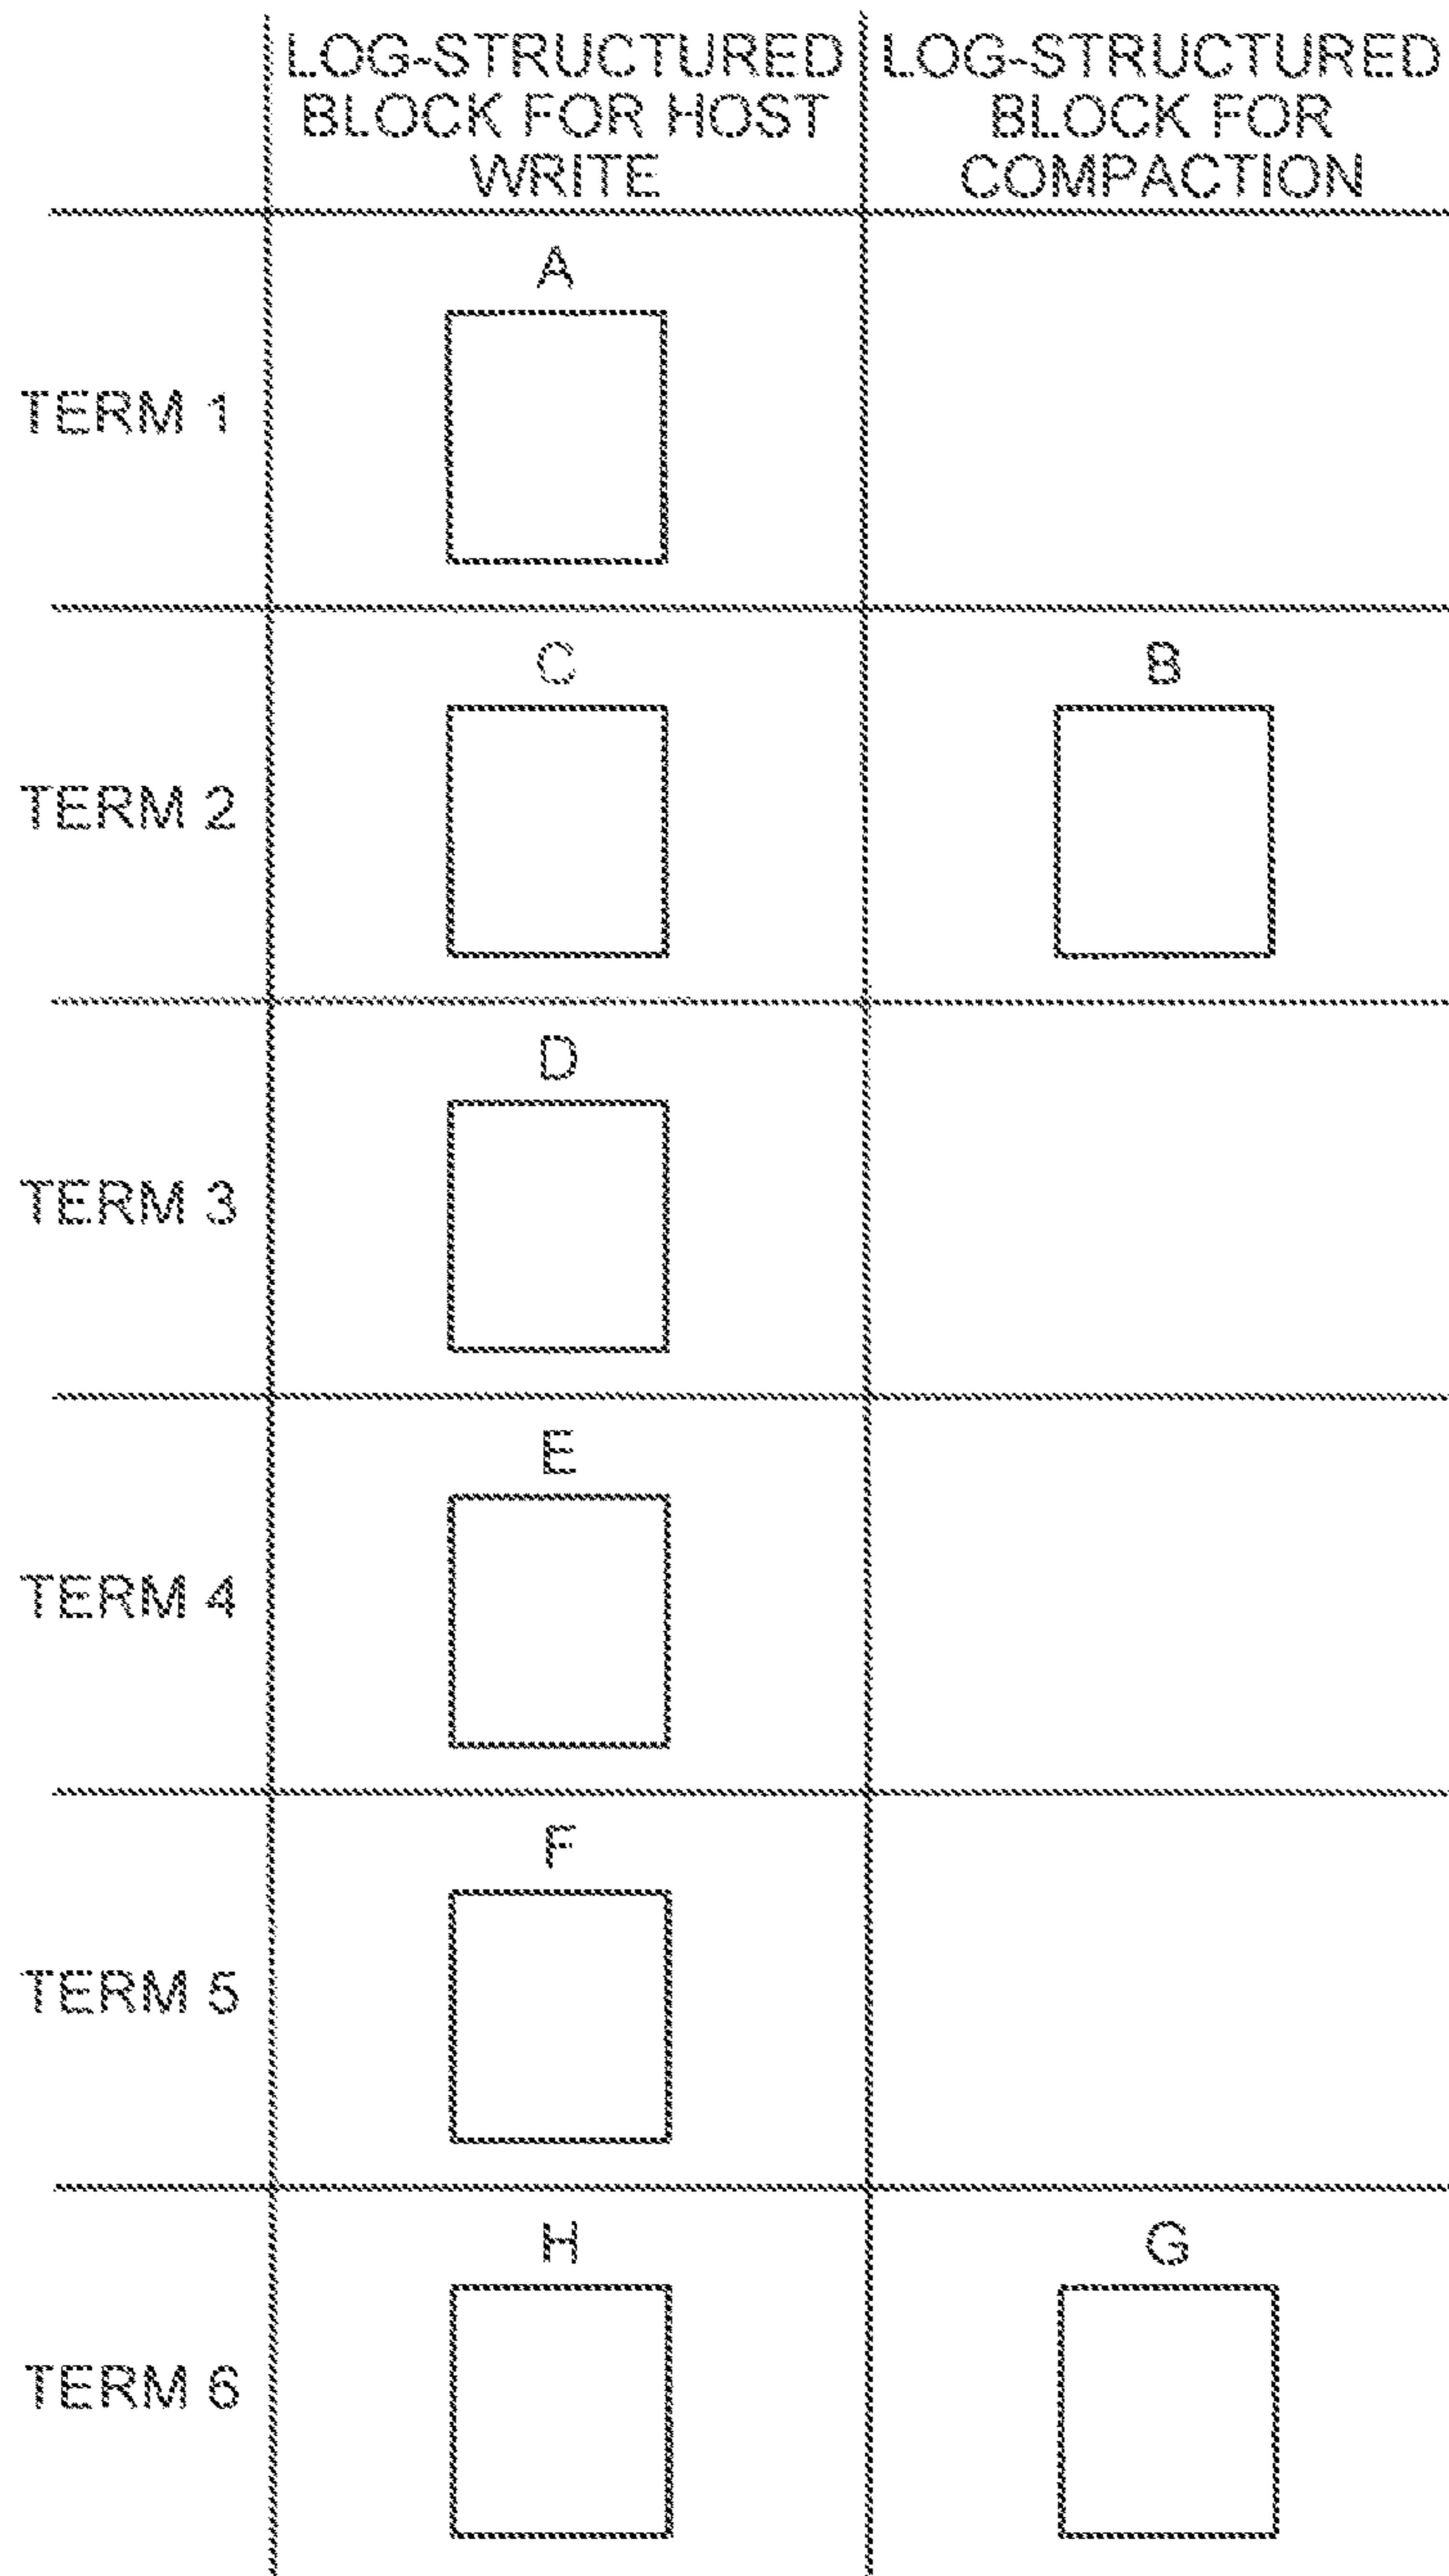 LOG-STRUCTURED
BLOCK FOR HOST
WRITE
LOG-STRUCTURED
BLOCK FOR
COMPACTION
A
TERM 1
C
B
TERM 2
D
TERM 3
E
TERM 4
F
TERM 5
H
G
TERM 6